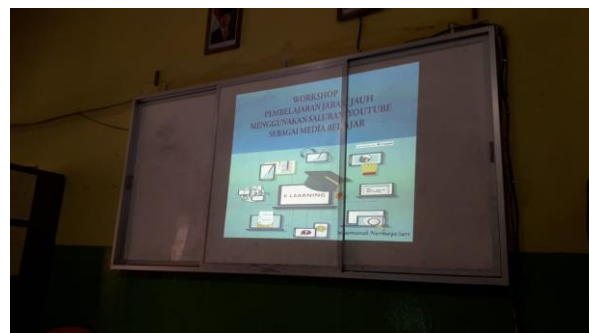 WORKSHOP
PEMBELAJARAN JARAK JAUH
MENGGUNAKAN SALURAN YOUTUBE
SEBAGAI MEDIA BELAJAR
E-LEARNING